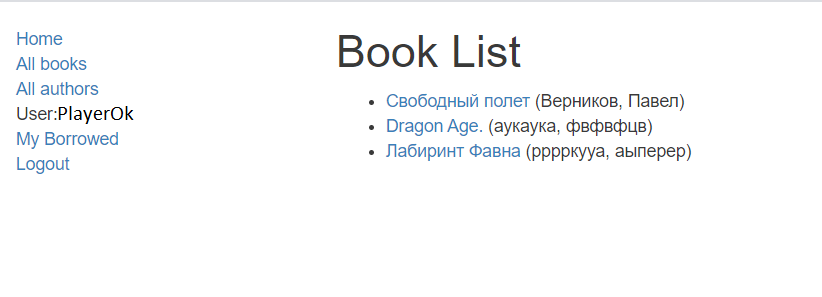 Home
All books
All authors
User:PlayerOk
My Borrowed
Logout
Book List
Свободный полет (Верников, Павел)
Dragon Age. (аукаука, фвфвфцв)
Лабиринт Фавна (рррркууа, аыперер)